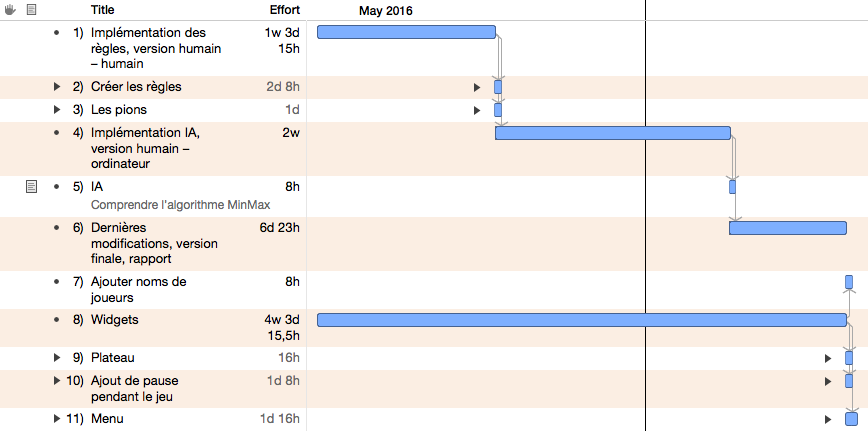 Title Effort May 2016
1) Implémentation des 1w 3d
règles, version humain 15h
– humain
2) Créer les règles 2d 8h
3) Les pions 1d
4) Implémentation IA, 2w
version humain –
ordinateur
5) IA 8h
Comprendre l'algorithme MinMax
6) Dernières 6d 23h
modifications, version
finale, rapport
7) Ajouter noms de 8h
joueurs
8) Widgets 4w 3d
15,5h
9) Plateau 16h
10) Ajout de pause 1d 8h
pendant le jeu
11) Menu 1d 16h